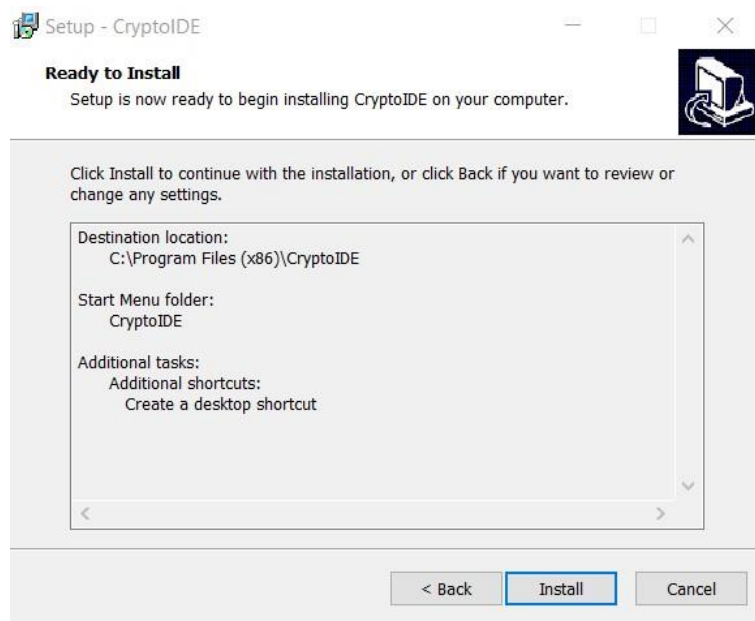 Setup - CryptoIDE
Ready to Install
Setup is now ready to begin installing CryptoIDE on your computer.
Click Install to continue with the installation, or click Back if you want to review or
change any settings.
Destination location:
C:\Program Files (x86)\CryptoIDE
Start Menu folder:
CryptoIDE
Additional tasks:
Additional shortcuts:
Create a desktop shortcut
< Back
Install
Cancel